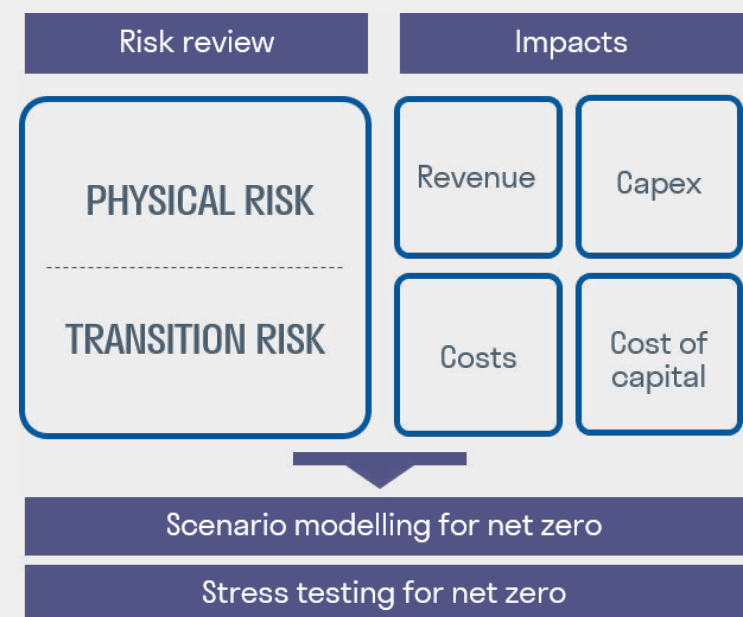 Risk review
Impacts
PHYSICAL RISK
TRANSITION RISK
Revenue
Capex
Costs
Cost of
capital
Scenario modelling for net zero
Stress testing for net zero